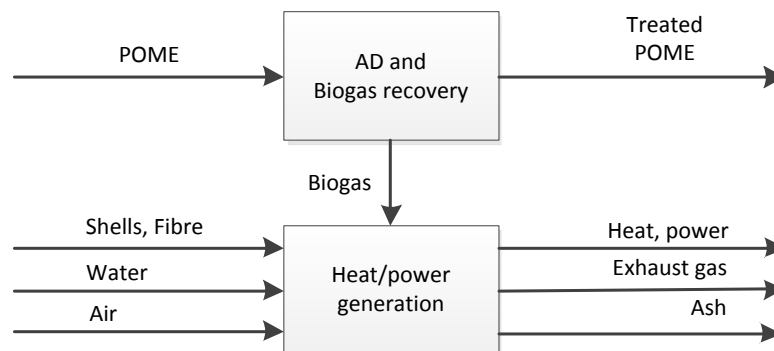 POME
AD and
Biogas recovery
Treated
POME
Biogas
Shells, Fibre
Water
Air
Heat/power
generation
Heat, power
Exhaust gas
Ash